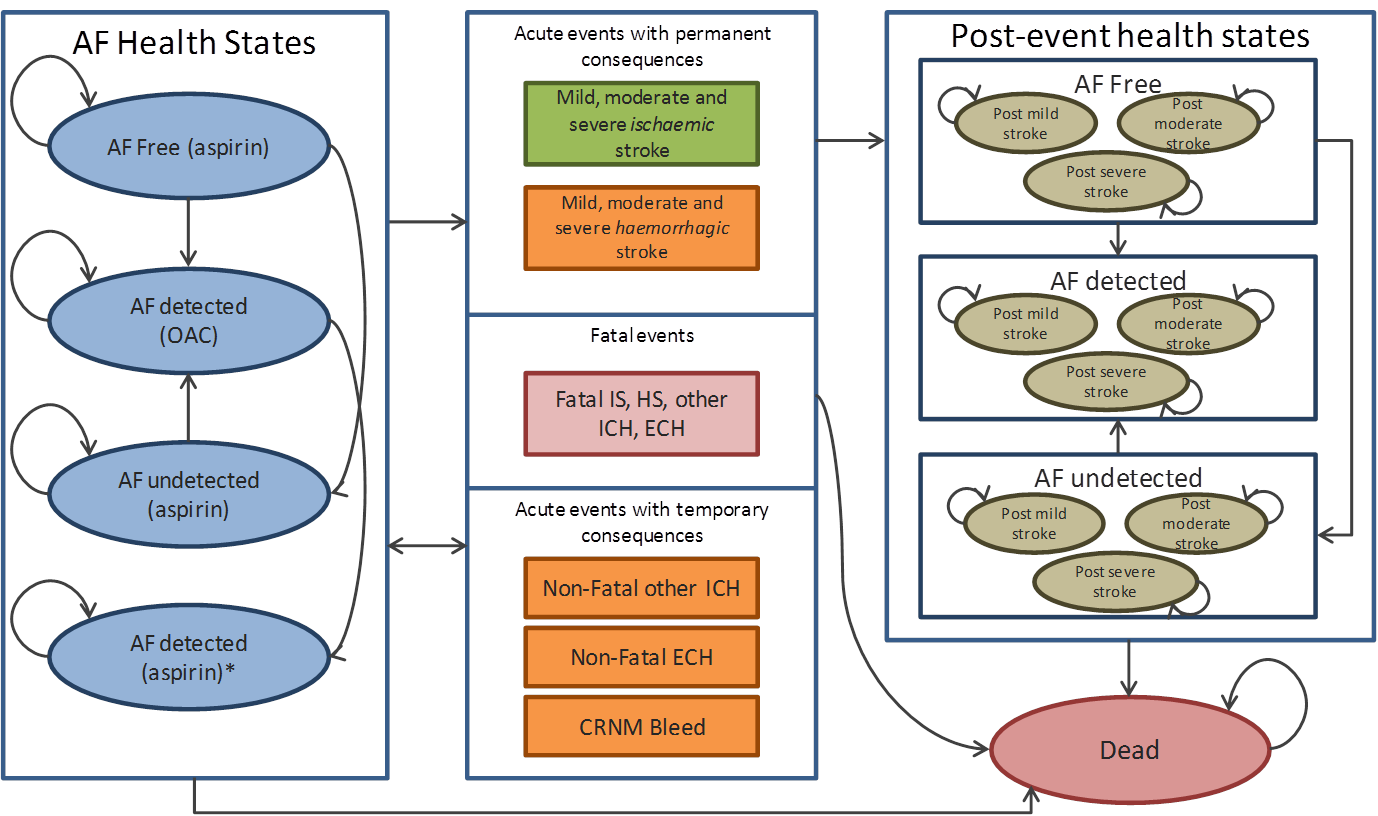 AF Health States
AF Free (aspirin)
AF detected
(OAC)
AF undetected
(aspirin)
AF detected
(aspirin)*
Acute events with permanent
consequences
Mild, moderate and
severe ischaemic
stroke
Mild, moderate and
severe haemorrhagic
stroke
Fatal events
Fatal IS, HS, other
ICH, ECH
Acute events with temporary
consequences
Non-Fatal other ICH
Non-Fatal ECH
CRNM Bleed
Post-event health states
AF Free
Post mild
stroke
Post
moderate
stroke
Post severe
stroke
AF detected
Post mild
stroke
Post
moderate
stroke
Post severe
stroke
AF undetected
Post mild
stroke
Post
moderate
stroke
Post severe
stroke
Dead